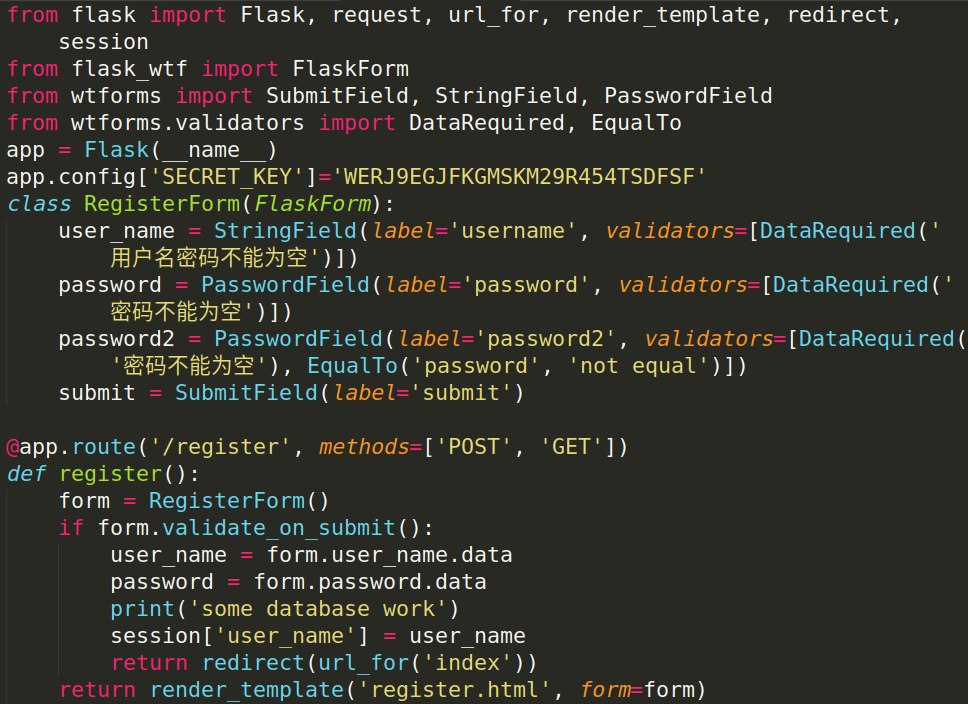 from flask import Flask, request, url_for, render_template, redirect,
    session
from flask_wtf import FlaskForm
from wtforms import SubmitField, StringField, PasswordField
from wtforms.validators import DataRequired, EqualTo
app = Flask(__name__)
app.config['SECRET_KEY']='WERJ9EGJFKGMSKM29R454TSDFSF'
class RegisterForm(FlaskForm):
    user_name = StringField(label='username', validators=[DataRequired('
        用户名密码不能为空')])
    password = PasswordField(label='password', validators=[DataRequired('
        密码不能为空')])
    password2 = PasswordField(label='password2', validators=[DataRequired(
        '密码不能为空'), EqualTo('password', 'not equal')])
    submit = SubmitField(label='submit')

@app.route('/register', methods=['POST', 'GET'])
def register():
    form = RegisterForm()
    if form.validate_on_submit():
        user_name = form.user_name.data
        password = form.password.data
        print('some database work')
        session['user_name'] = user_name
        return redirect(url_for('index'))
    return render_template('register.html', form=form)